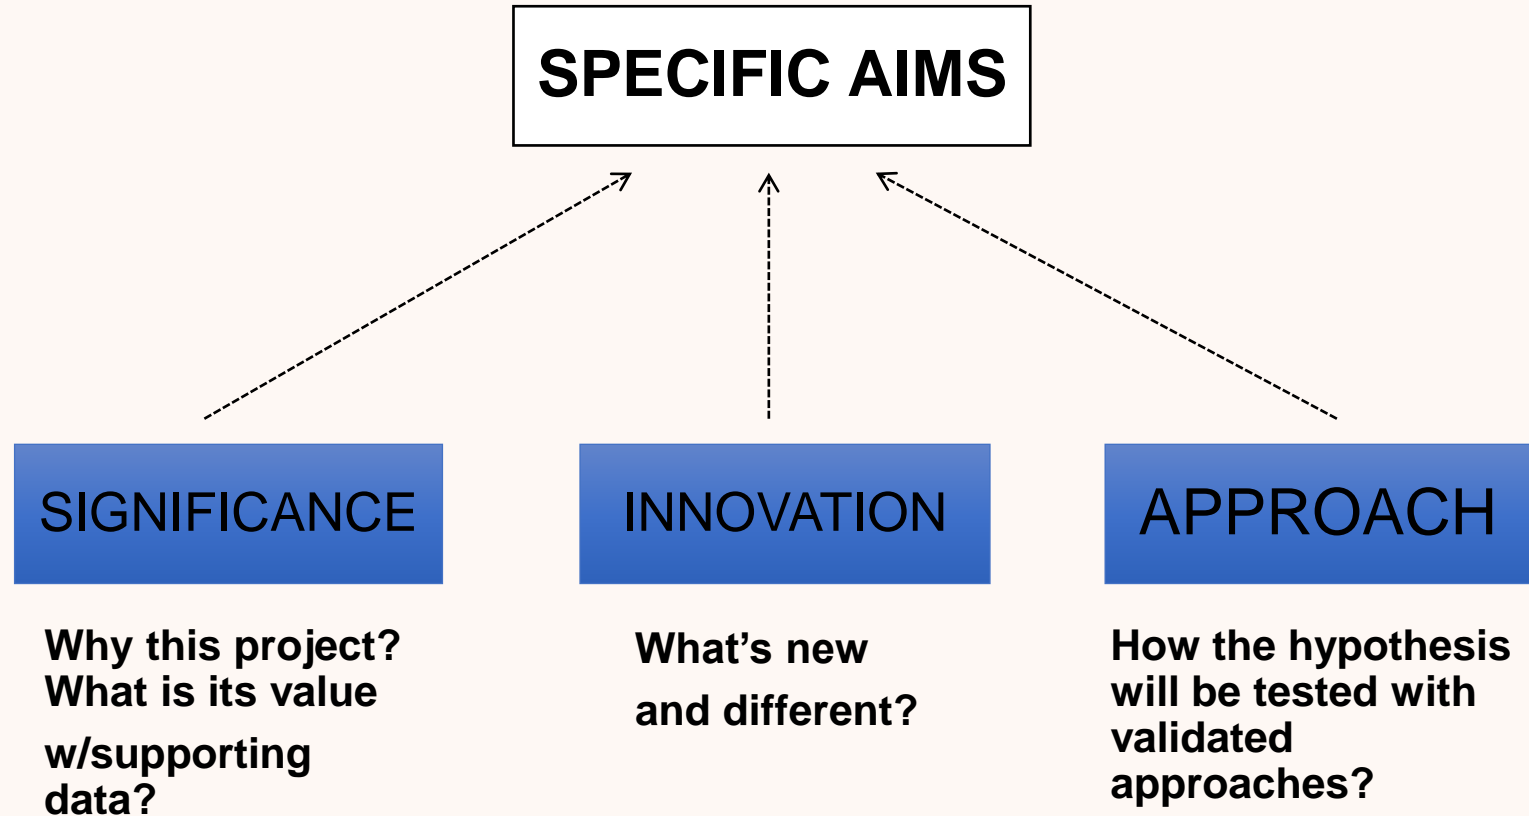 SPECIFIC AIMS
SIGNIFICANCE
Why this project?
What is its value
w/supporting
data?
INNOVATION
What’s new
and different?
APPROACH
How the hypothesis
will be tested with
validated
approaches?